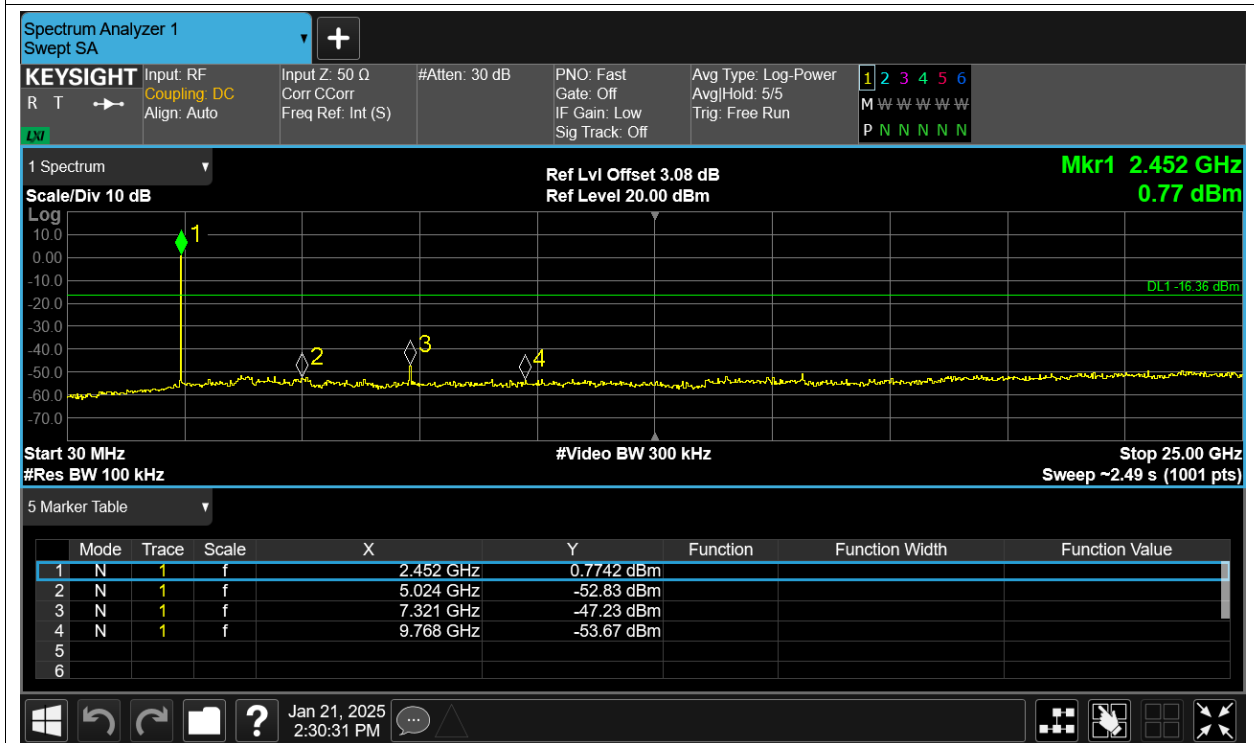 Spectrum Analyzer 1
Swept SA
KEYSIGHT
R T
LXI
Input: RF
Coupling: DC
Align: Auto
Input Z: 50 Ω
Corr CCorr
Freq Ref: Int (S)
#Atten: 30 dB
PNO: Fast
Gate: Off
IF Gain: Low
Sig Track: Off
Avg Type: Log-Power
Avg|Hold: 5/5
Trig: Free Run
1 2 3 4 5 6
M W W W W W
P N N N N N
1 Spectrum
Scale/Div 10 dB
Ref Lvl Offset 3.08 dB
Ref Level 20.00 dBm
Mkr1 2.452 GHz
0.77 dBm
Log
10.0
0.00
-10.0
-20.0
-30.0
-40.0
-50.0
-60.0
-70.0
1
2
3
4
DL1 -16.36 dBm
Start 30 MHz
#Res BW 100 kHz
#Video BW 300 kHz
Stop 25.00 GHz
Sweep ~2.49 s (1001 pts)
5 Marker Table
Mode Trace Scale X Y Function Function Width Function Value
1 N 1 f 2.452 GHz 0.7742 dBm
2 N 1 f 5.024 GHz -52.83 dBm
3 N 1 f 7.321 GHz -47.23 dBm
4 N 1 f 9.768 GHz -53.67 dBm
5
6
?
Jan 21, 2025
2:30:31 PM